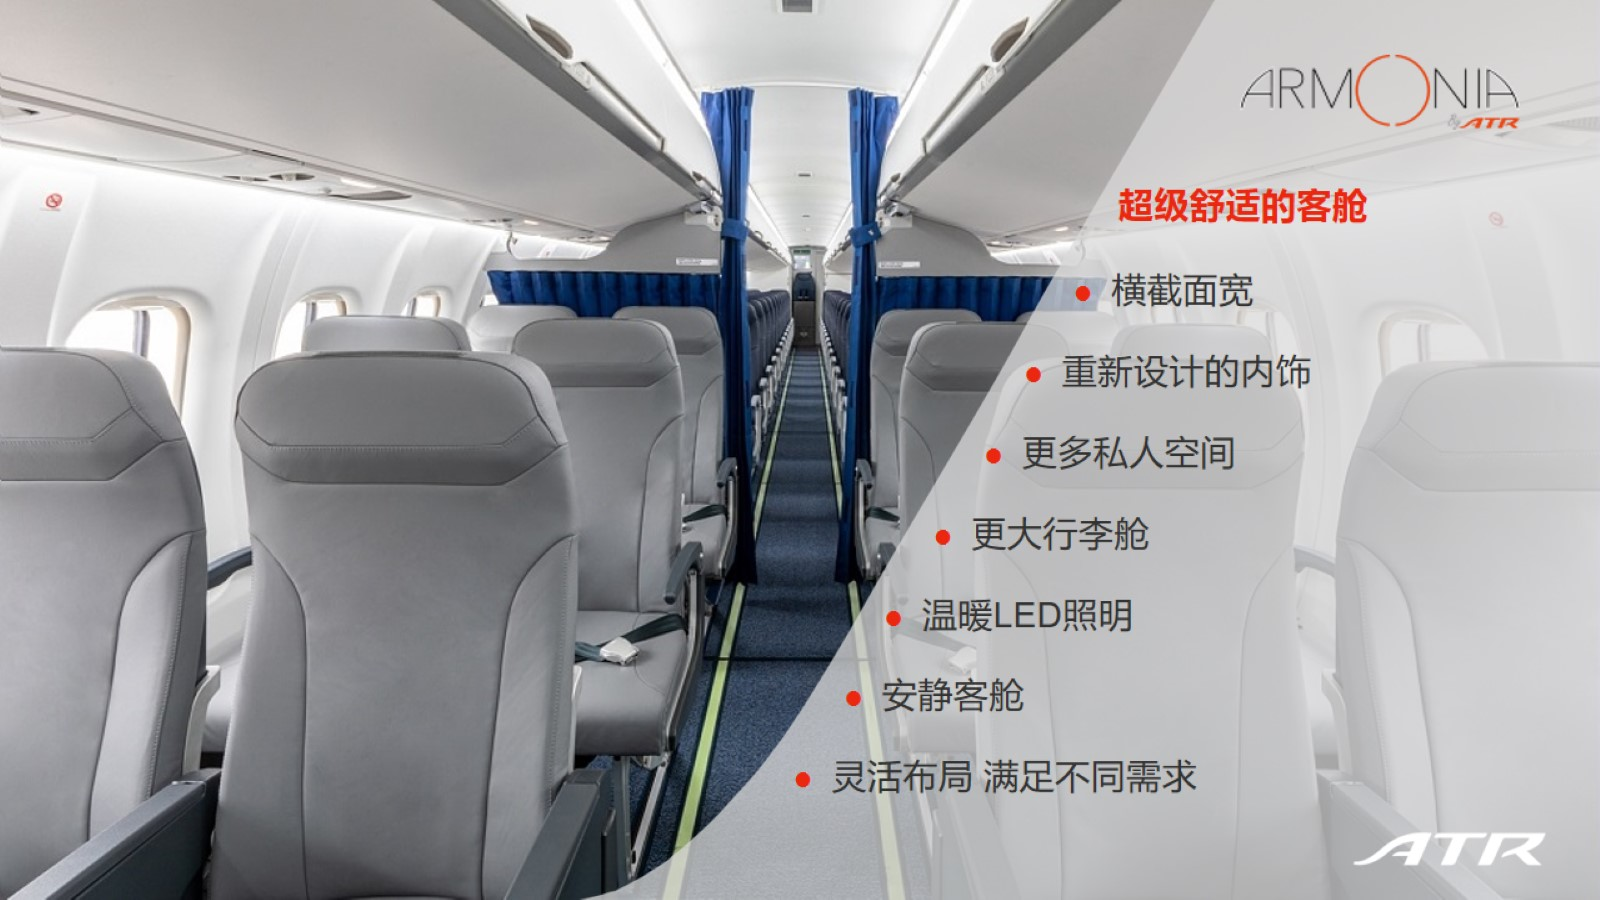 ARMONIA
by ATR
超级舒适的客舱
横截面宽
重新设计的内饰
更多私人空间
更大行李舱
温暖LED照明
安静客舱
灵活布局 满足不同需求
ATR